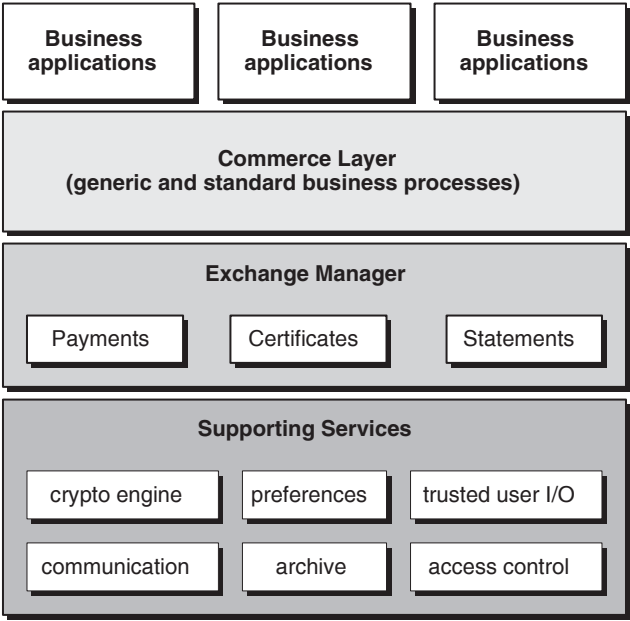 Business
applications
Business
applications
Business
applications
Commerce Layer
(generic and standard business processes)
Exchange Manager
Payments
Certificates
Statements
Supporting Services
crypto engine
preferences
trusted user I/O
communication
archive
access control